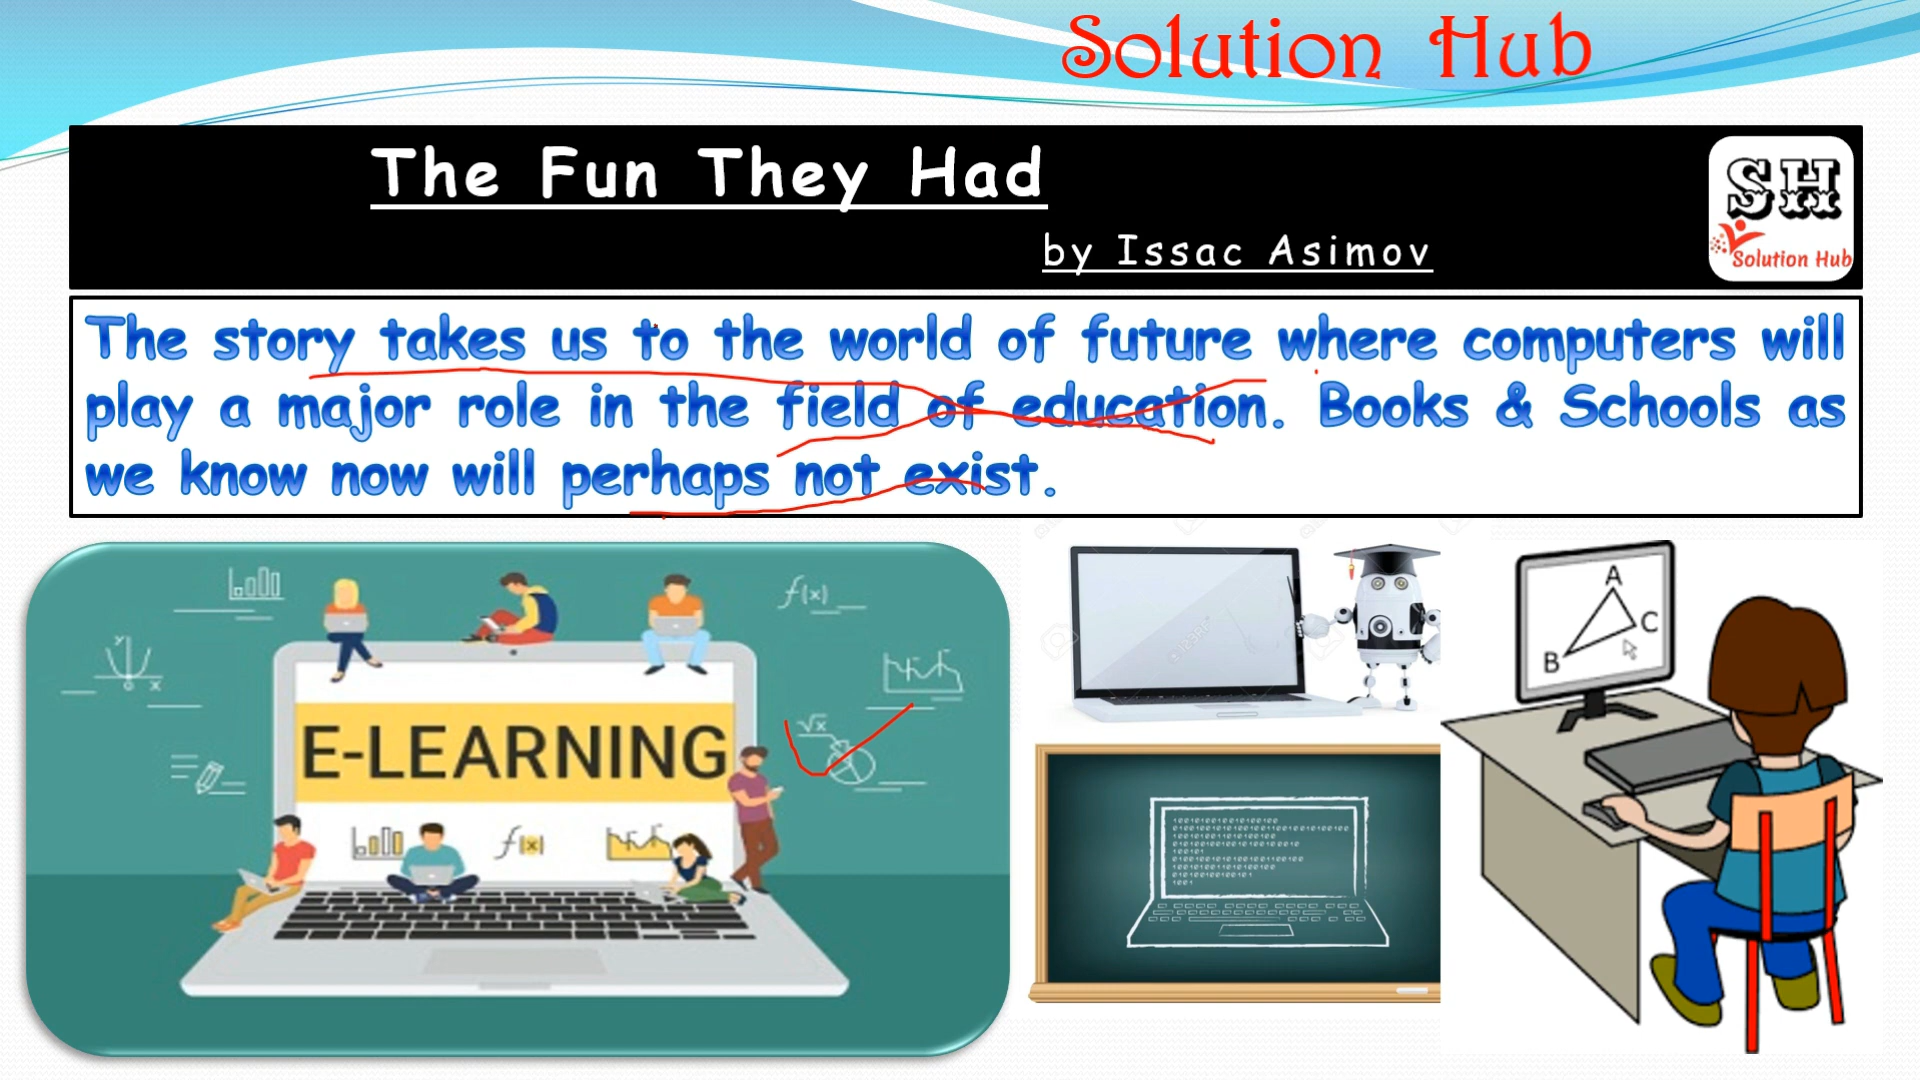 Solution Hub
The Fun They Had
by Issac Asimov
SH
Solution Hub
The story takes us to the world of future where computers will
play a major role in the field of education. Books & Schools as
we know now will perhaps not exist.
f(x)
y
x
√x
E-LEARNING
f(x)
A
B
C